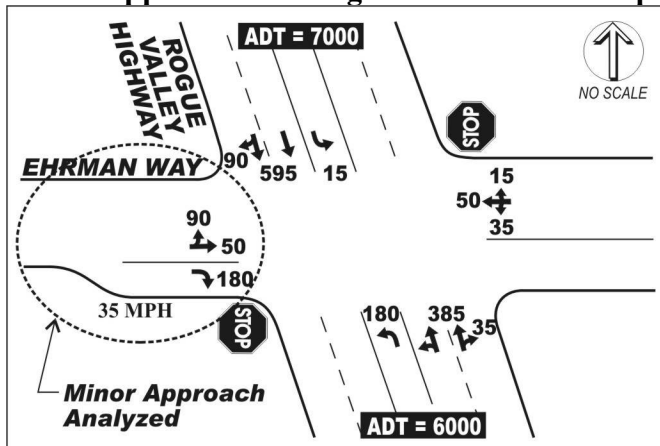 ADT = 7000
ROGUE
VALLEY
HIGHWAY
NO SCALE
STOP
EHRMAN WAY
90
595
15
15
50
35
90
50
180
35 MPH
STOP
180
385
35
Minor Approach
Analyzed
ADT = 6000